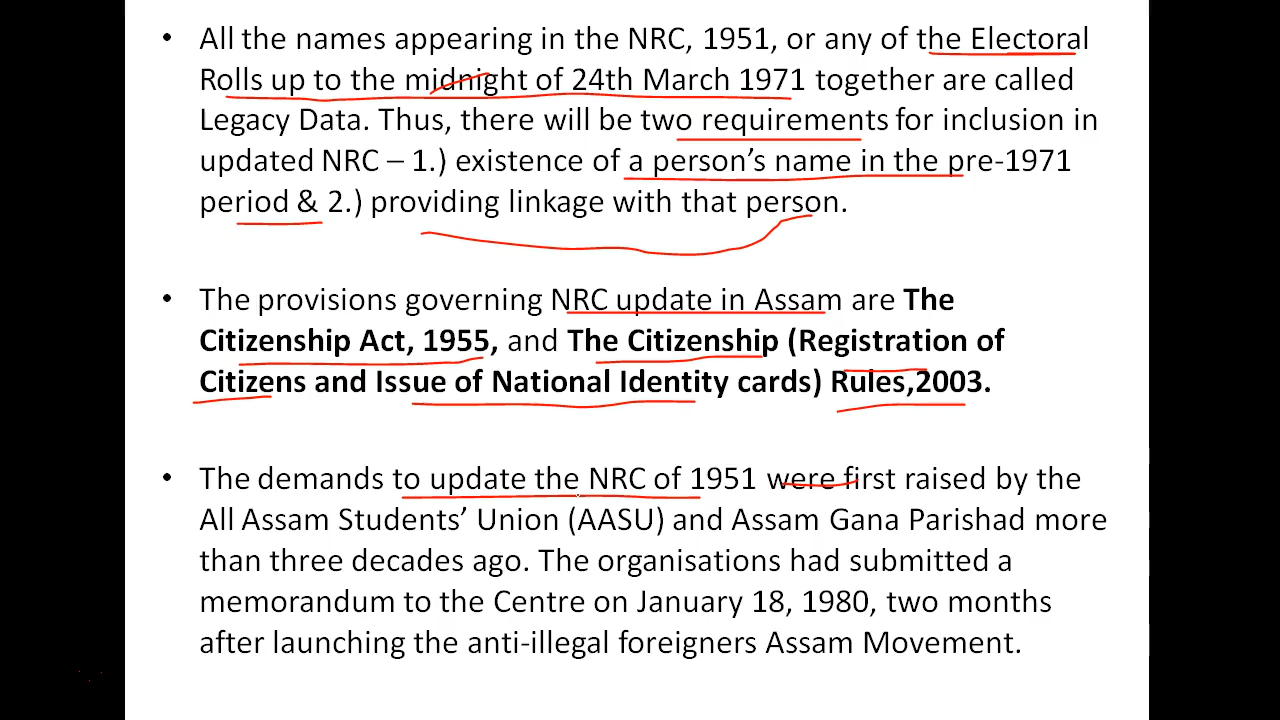 • All the names appearing in the NRC, 1951, or any of the Electoral
Rolls up to the midnight of 24th March 1971 together are called
Legacy Data. Thus, there will be two requirements for inclusion in
updated NRC – 1.) existence of a person’s name in the pre-1971
period & 2.) providing linkage with that person.
• The provisions governing NRC update in Assam are The
Citizenship Act, 1955, and The Citizenship (Registration of
Citizens and Issue of National Identity cards) Rules,2003.
• The demands to update the NRC of 1951 were first raised by the
All Assam Students’ Union (AASU) and Assam Gana Parishad more
than three decades ago. The organisations had submitted a
memorandum to the Centre on January 18, 1980, two months
after launching the anti-illegal foreigners Assam Movement.